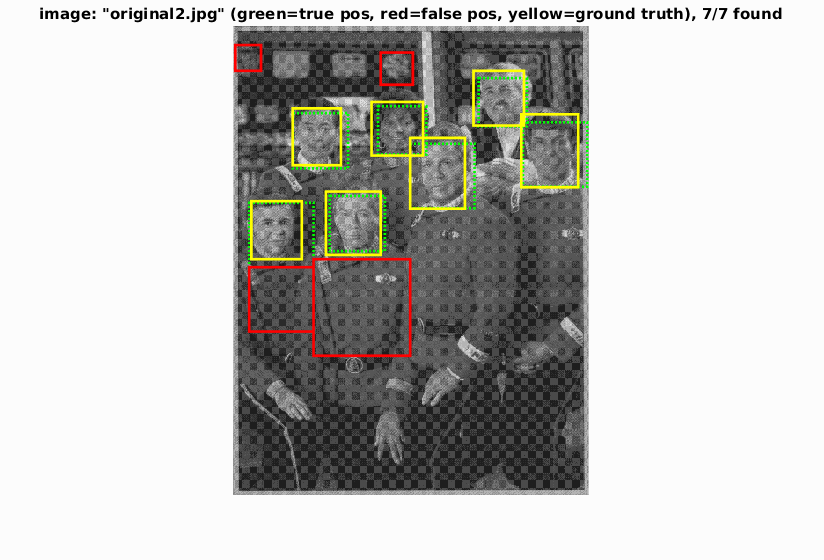 image: "original2.jpg" (green=true pos, red=false pos, yellow=ground truth), 7/7 found